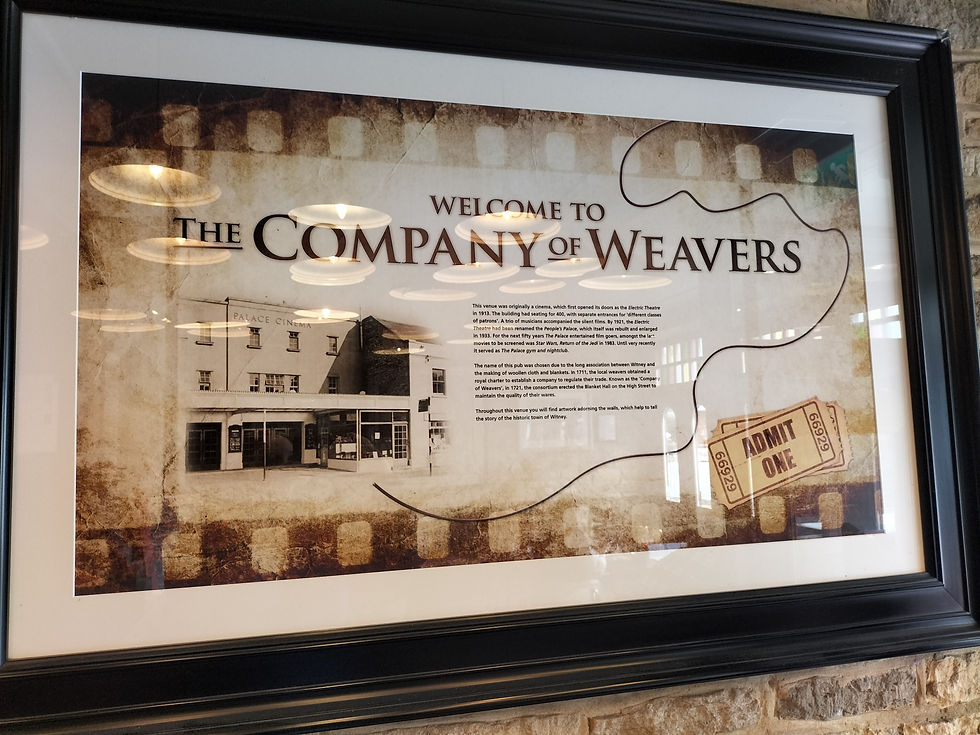 WELCOME TO
THE COMPANY OF WEAVERS
PALACE CINEMA
This venue was originally a cinema, which first opened its doors as the Electric Theatre
in 1913. The building had seating for 400, with separate entrances for 'different classes
of patrons'. A trio of musicians accompanied the silent films. By 1921, the Electric
Theatre had been renamed the People's Palace, which itself was rebuilt and enlarged
in 1933. For the next fifty years The Palace entertained film goers, amongst the last
movies to be screened was Star Wars, Return of the Jedi in 1983. Until very recently
it served as The Palace gym and nightclub.
The name of this pub was chosen due to the long association between Witney and
the making of woollen cloth and blankets. In 1711, the local weavers obtained a
royal charter to establish a company to regulate their trade. Known as the 'Company
of Weavers', in 1721, the consortium erected the Blanket Hall on the High Street to
maintain the quality of their wares.
Throughout this venue you will find artwork adorning the walls, which help to tell
the story of the historic town of Witney.
66929
ADMIT
ONE
66929